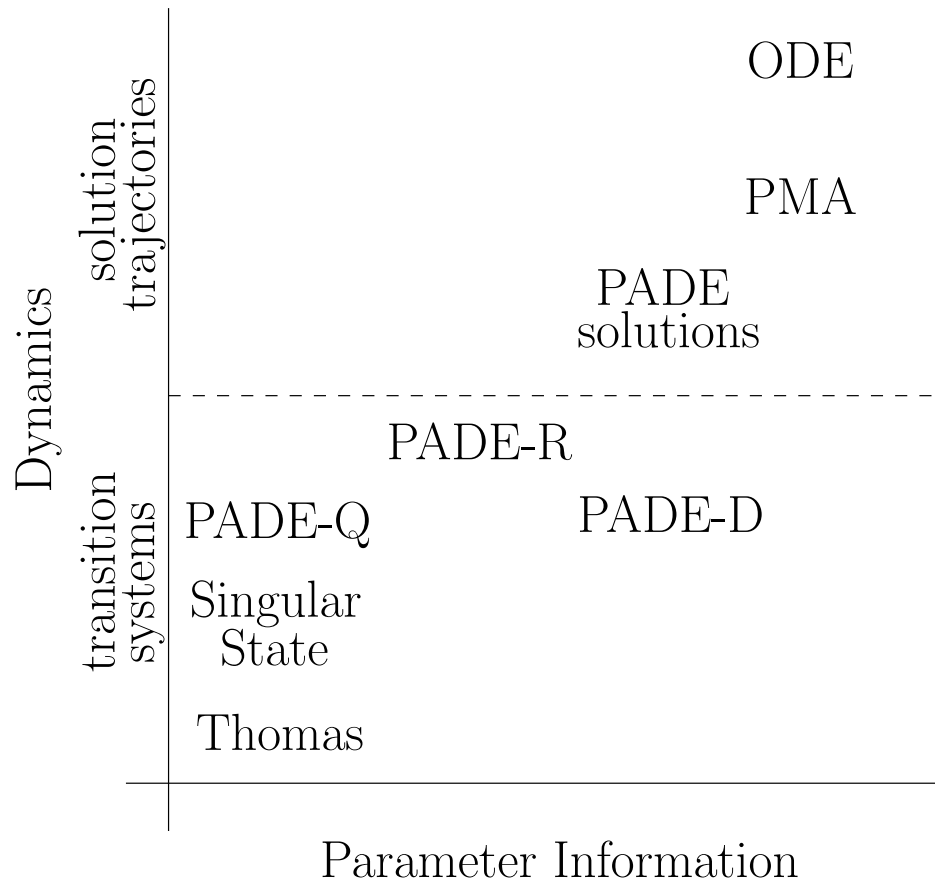 ODE
solution
trajectories
PMA
PADE
solutions
Dynamics
PADE-R
transition
systems
PADE-Q
PADE-D
Singular
State
Thomas
Parameter Information